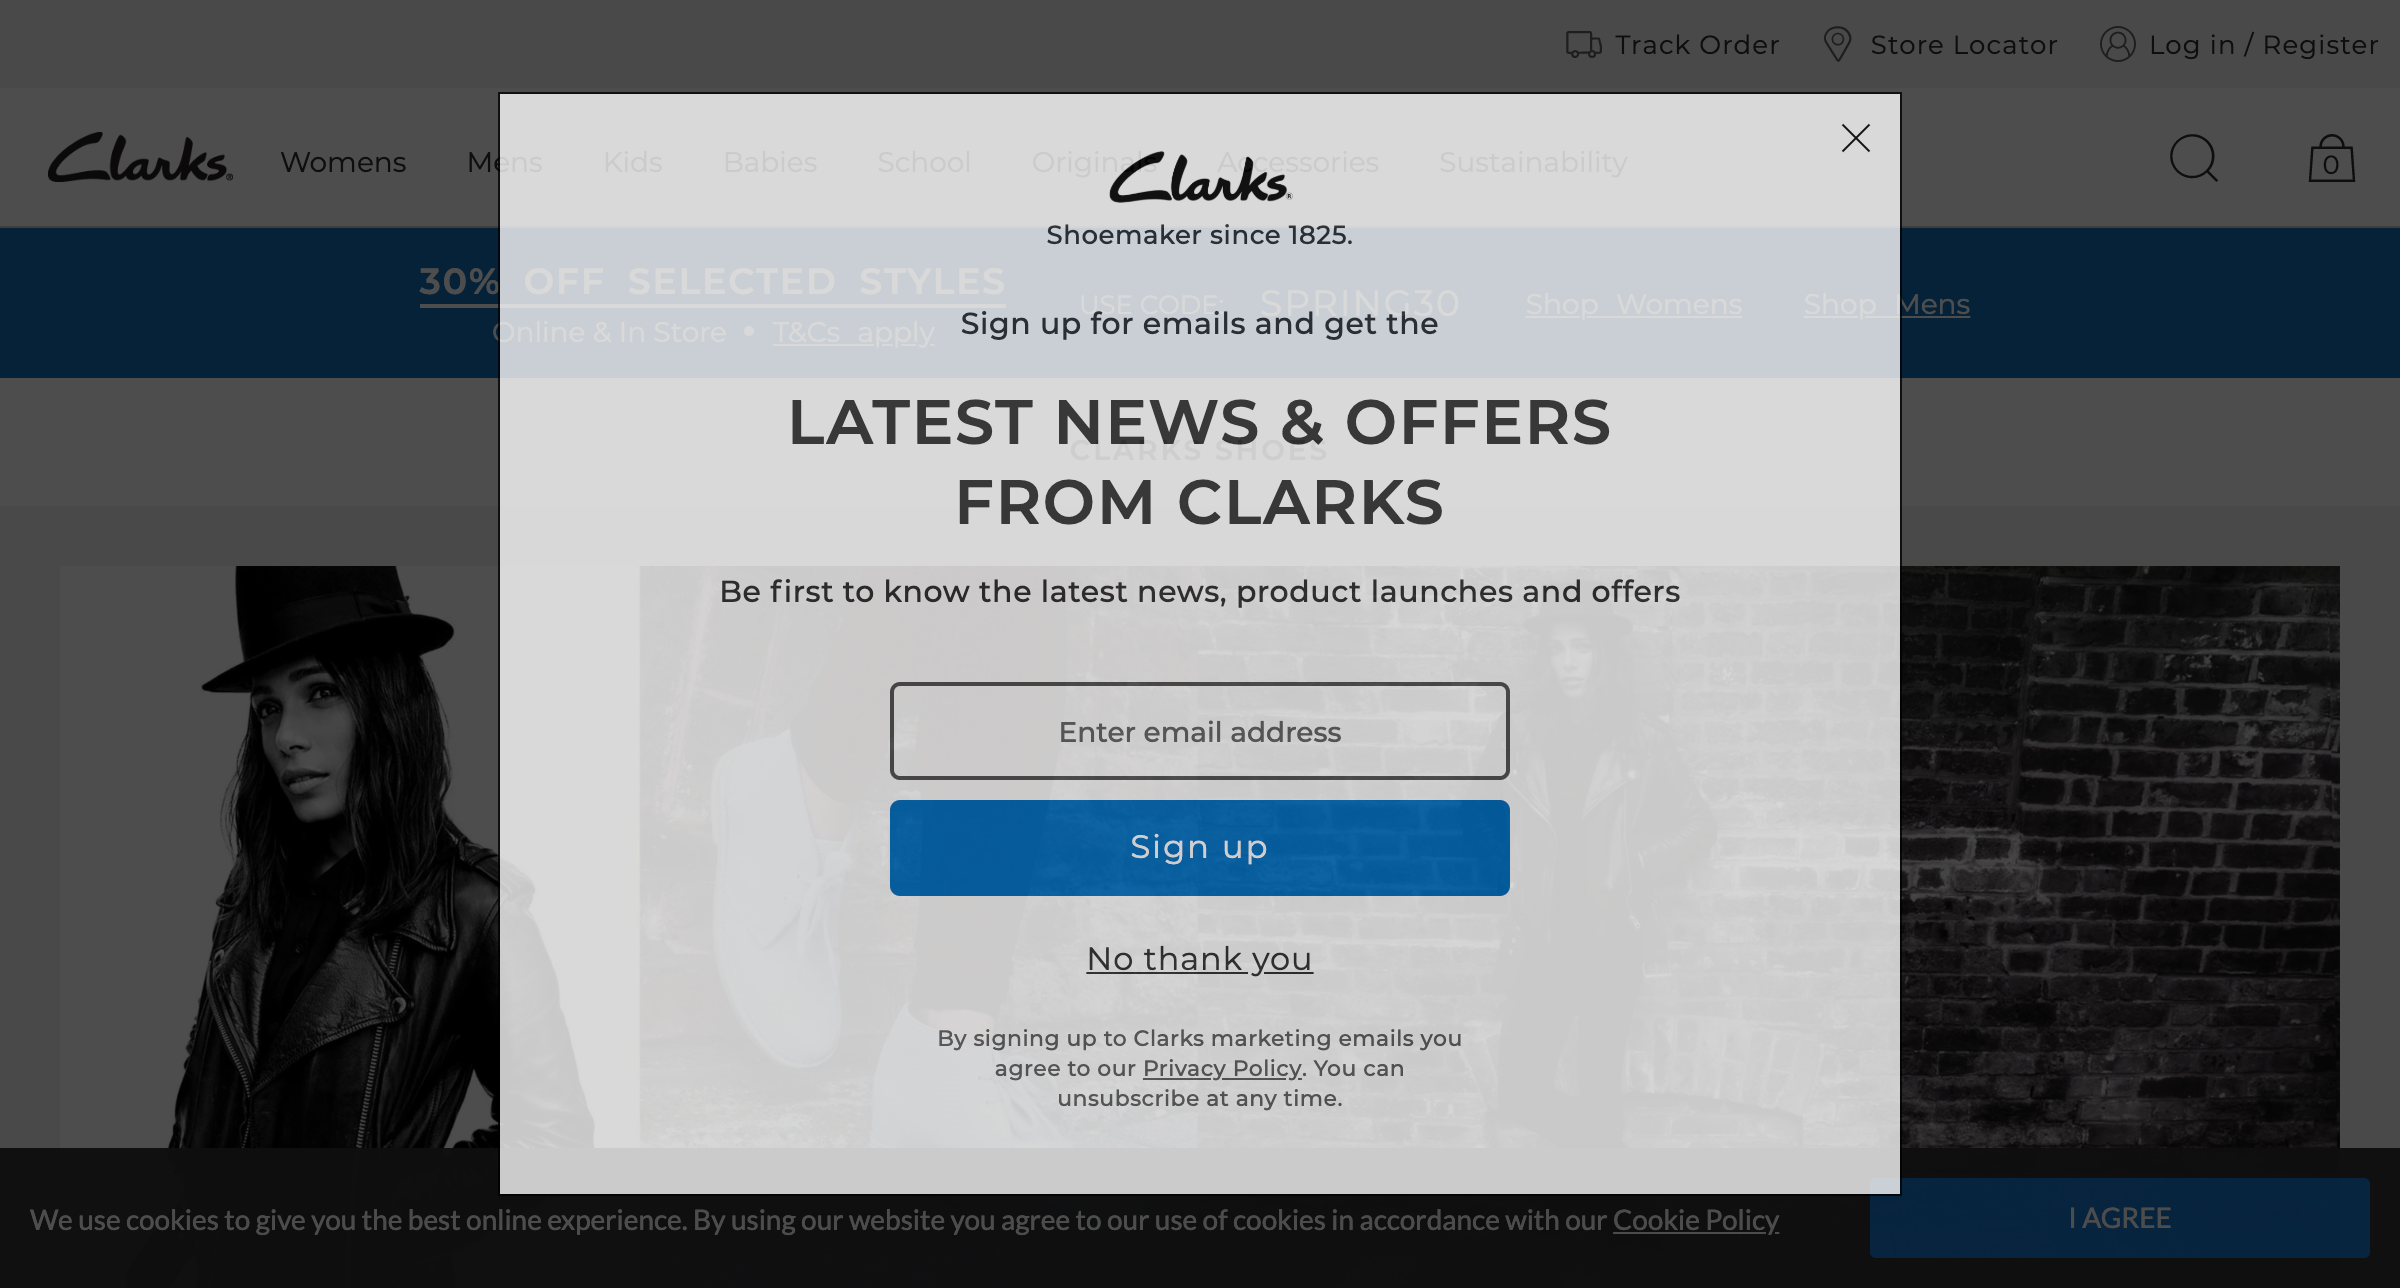 Track Order
Store Locator
Log in / Register
Clarks®
Womens
Mens
Kids
Babies
School
Originals
Accessories
Sustainability
0
Clarks®
Shoemaker since 1825.
30% OFF SELECTED STYLES
Online & In Store • T&Cs apply
USE CODE: SPRING30
Shop Womens
Shop Mens
Sign up for emails and get the
LATEST NEWS & OFFERS
FROM CLARKS
CLARKS SHOES
Be first to know the latest news, product launches and offers
Enter email address
Sign up
No thank you
By signing up to Clarks marketing emails you
agree to our Privacy Policy. You can
unsubscribe at any time.
We use cookies to give you the best online experience. By using our website you agree to our use of cookies in accordance with our Cookie Policy
I AGREE